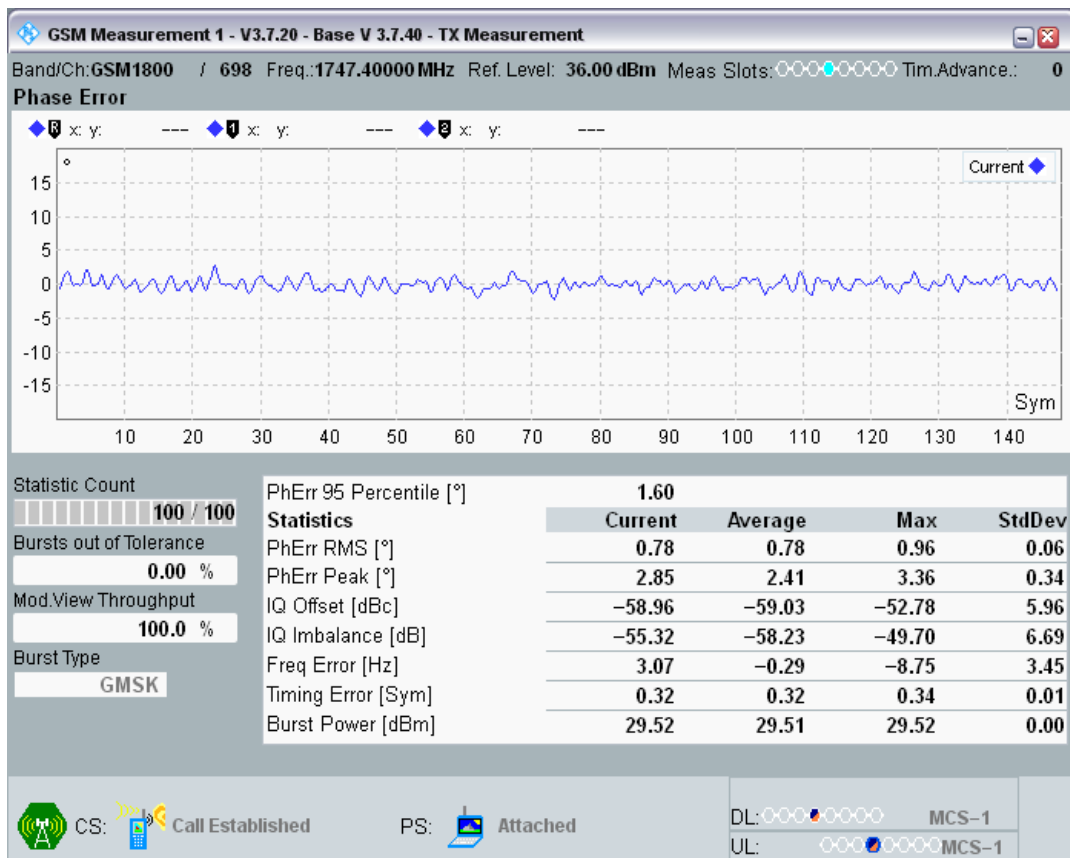 GSM Measurement 1 - V3.7.20 - Base V 3.7.40 - TX Measurement
Band/Ch:GSM1800 / 698 Freq.:1747.40000 MHz Ref. Level: 36.00 dBm Meas Slots: Tim.Advance.: 0
Phase Error
R x: y: --- 1 x: y: --- 2 x: y: ---
° Current
15
10
5
0
-5
-10
-15
Sym
10 20 30 40 50 60 70 80 90 100 110 120 130 140
Statistic Count
100 / 100
Bursts out of Tolerance
0.00 %
Mod.View Throughput
100.0 %
Burst Type
GMSK
PhErr 95 Percentile [°] 1.60
Statistics Current Average Max StdDev
PhErr RMS [°] 0.78 0.78 0.96 0.06
PhErr Peak [°] 2.85 2.41 3.36 0.34
IQ Offset [dBc] −58.96 −59.03 −52.78 5.96
IQ Imbalance [dB] −55.32 −58.23 −49.70 6.69
Freq Error [Hz] 3.07 −0.29 −8.75 3.45
Timing Error [Sym] 0.32 0.32 0.34 0.01
Burst Power [dBm] 29.52 29.51 29.52 0.00
CS: Call Established PS: Attached
DL: MCS−1
UL: MCS−1